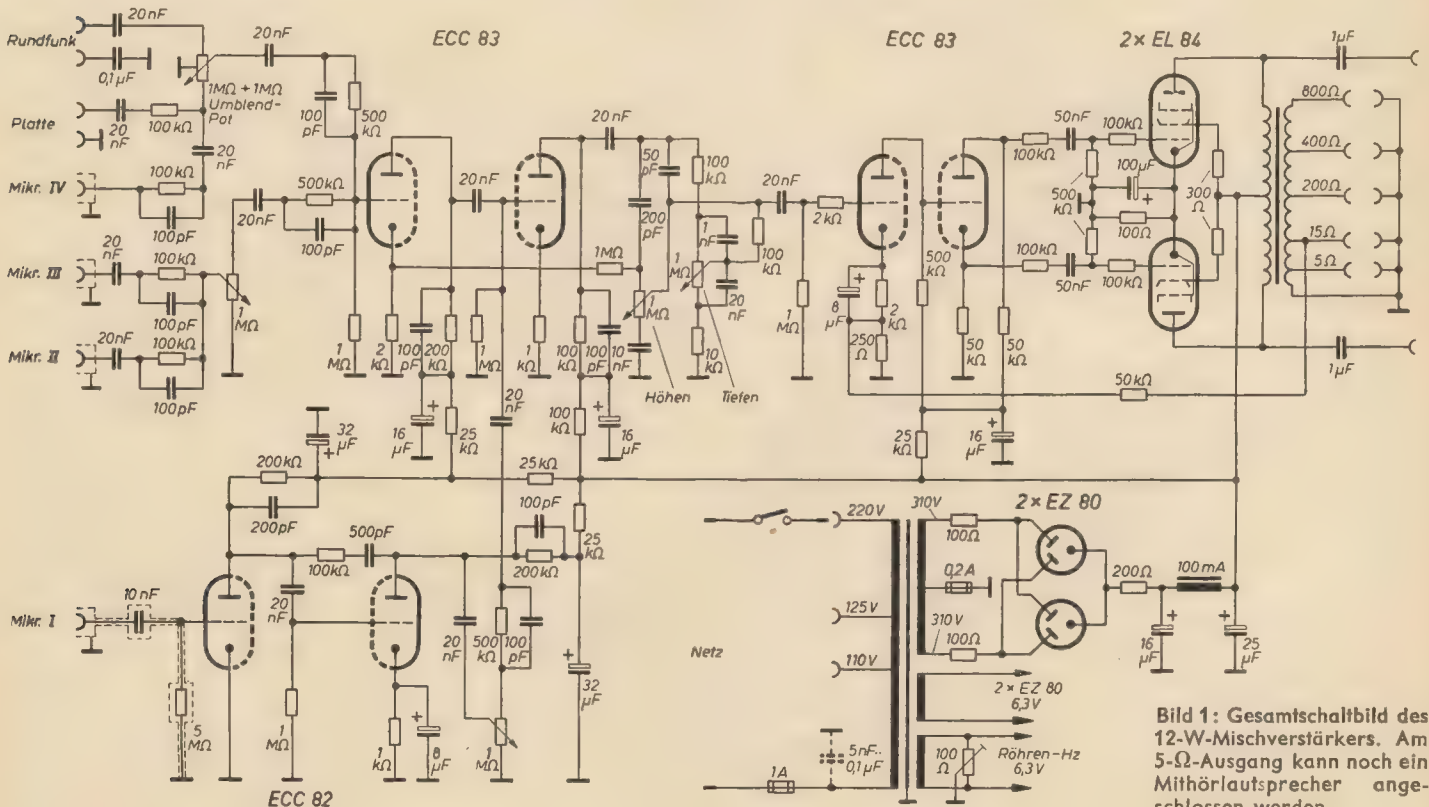 20nF
Rundfunk
0,1µF
20nF
1MΩ + 1MΩ
Umblend-
Pot
100
pF
500
kΩ
Platte
20
nF
100kΩ
20
nF
Mikr. IV
100kΩ
100pF
20nF
500kΩ
100pF
Mikr. III
20
nF
100kΩ
100pF
1
MΩ
Mikr. II
20nF
100kΩ
100pF
ECC 83
20nF
20nF
50
pF
100
kΩ
200
pF
1MΩ
1
nF
1
MΩ
100
kΩ
20
nF
1
MΩ
10
kΩ
1
MΩ
2
kΩ
100
pF
200
kΩ
1
MΩ
1
kΩ
100
kΩ
100
pF
10
nF
Höhen
Tiefen
20
nF
100
kΩ
16
µF
25
kΩ
16
µF
32
µF
ECC 83
20nF
2kΩ
1
MΩ
8
µF
2
kΩ
250
Ω
500
kΩ
50
kΩ
50
kΩ
25
kΩ
16
µF
50kΩ
100kΩ
50nF
100kΩ
100µF
500
kΩ
100Ω
300
Ω
100kΩ
50nF
100kΩ
2× EL 84
1µF
800Ω
400Ω
200Ω
15Ω
5Ω
1µF
200kΩ
200pF
25kΩ
500pF
100kΩ
100pF
200kΩ
25
kΩ
Mikr. I
10nF
5
MΩ
20
nF
1
MΩ
1
kΩ
8
µF
20
nF
500
kΩ
100
pF
1
MΩ
32
µF
ECC 82
Netz
220V
125V
110V
1A
5nF..
0,1µF
310V
100Ω
0,2A
310V
100Ω
2× EZ 80
200Ω
100mA
16
µF
25
µF
2× EZ 80
6,3V
100
Ω
Röhren-Hz
6,3V
Bild 1: Gesamtschaltbild des
12-W-Mischverstärkers. Am
5-Ω-Ausgang kann noch ein
Mithörlautsprecher ange-
schlossen werden